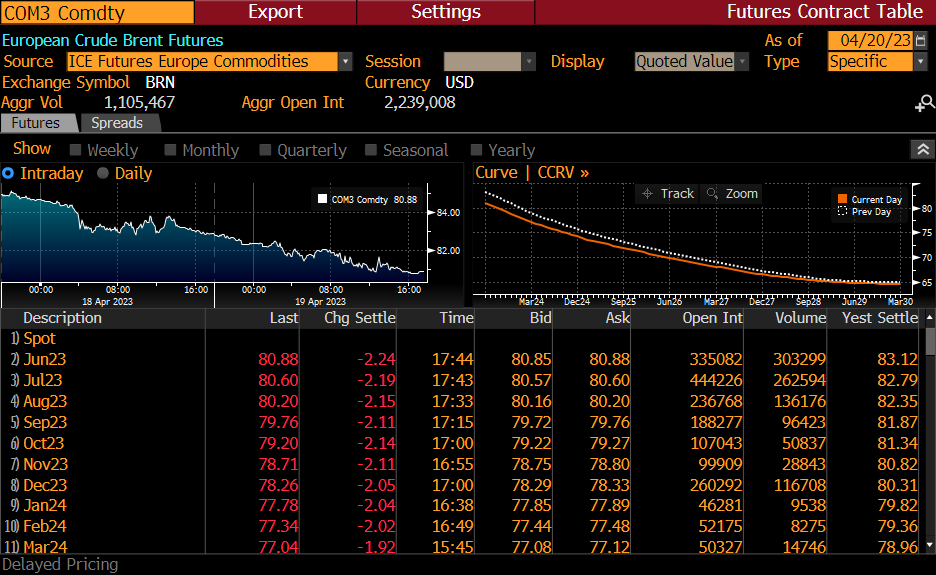 COM3 Comdty Export Settings Futures Contract Table
European Crude Brent Futures As of 04/20/23
Source ICE Futures Europe Commodities Session Display Quoted Value Type Specific
Exchange Symbol BRN Currency USD
Aggr Vol 1,105,467 Aggr Open Int 2,239,008
Futures Spreads
Show Weekly Monthly Quarterly Seasonal Yearly
Intraday Daily Curve | CCRV »
COM3 Comdty 80.88
84.00
82.00
00:00 08:00 16:00 00:00 08:00 16:00
18 Apr 2023 19 Apr 2023
Track Zoom
Current Day
Prev Day
80
75
70
65
Mar24 Dec24 Sep25 Jun26 Mar27 Dec27 Sep28 Jun29 Mar30
Description Last Chg Settle Time Bid Ask Open Int Volume Yest Settle
1) Spot
2) Jun23 80.88 -2.24 17:44 80.85 80.88 335082 303299 83.12
3) Jul23 80.60 -2.19 17:43 80.57 80.60 444226 262594 82.79
4) Aug23 80.20 -2.15 17:33 80.16 80.20 236768 136176 82.35
5) Sep23 79.76 -2.11 17:15 79.72 79.76 188277 96423 81.87
6) Oct23 79.20 -2.14 17:00 79.22 79.27 107043 50837 81.34
7) Nov23 78.71 -2.11 16:55 78.75 78.80 99909 28843 80.82
8) Dec23 78.26 -2.05 17:00 78.29 78.33 260292 116708 80.31
9) Jan24 77.78 -2.04 16:38 77.85 77.89 46281 9538 79.82
10) Feb24 77.34 -2.02 16:49 77.44 77.48 52175 8275 79.36
11) Mar24 77.04 -1.92 15:45 77.08 77.12 50327 14746 78.96
Delayed Pricing